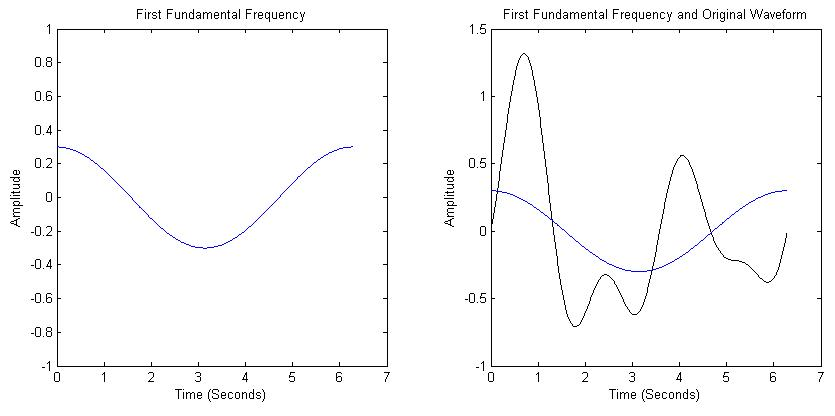 First Fundamental Frequency
1
0.8
0.6
0.4
0.2
0
-0.2
-0.4
-0.6
-0.8
-1
Amplitude
0 1 2 3 4 5 6 7
Time (Seconds)
First Fundamental Frequency and Original Waveform
1.5
1
0.5
0
-0.5
-1
Amplitude
0 1 2 3 4 5 6 7
Time (Seconds)